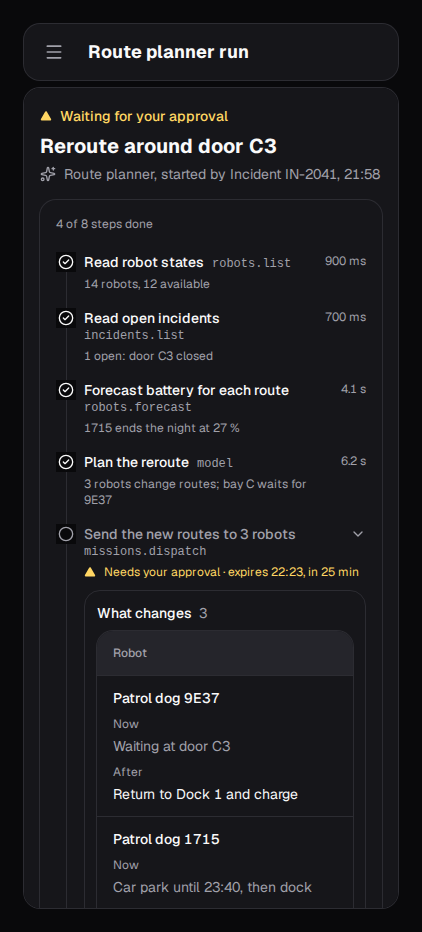 Route planner run
Waiting for your approval
Reroute around door C3
Route planner, started by Incident IN-2041, 21:58
4 of 8 steps done
Read robot states robots.list 900 ms
14 robots, 12 available
Read open incidents 700 ms
incidents.list
1 open: door C3 closed
Forecast battery for each route 4.1 s
robots.forecast
1715 ends the night at 27 %
Plan the reroute model 6.2 s
3 robots change routes; bay C waits for
9E37
Send the new routes to 3 robots
missions.dispatch
Needs your approval · expires 22:23, in 25 min
What changes 3
Robot
Patrol dog 9E37
Now
Waiting at door C3
After
Return to Dock 1 and charge
Patrol dog 1715
Now
Car park until 23:40, then dock